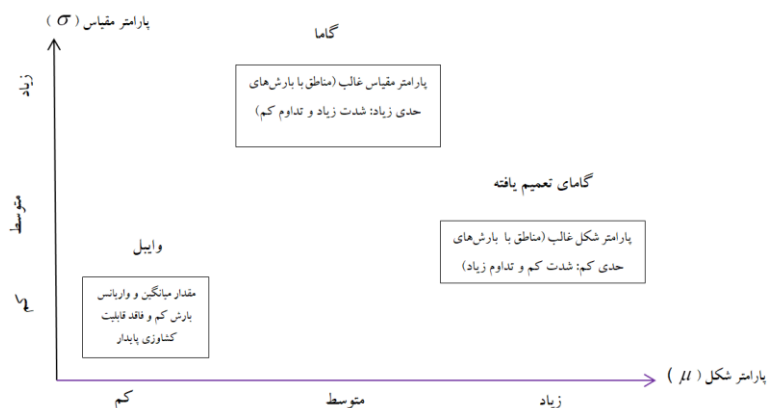 پارامتر مقیاس (σ)
گاما
زیاد
پارامتر مقیاس غالب (مناطق با بارش‌های
حدی زیاد: شدت زیاد و تداوم کم)
گامای تعمیم یافته
متوسط
پارامتر شکل غالب (مناطق با بارش‌های
حدی کم: شدت کم و تداوم زیاد)
وایبل
کم
مقدار میانگین و واریانس
بارش کم و فاقد قابلیت
کشاوزی پایدار
پارامتر شکل (μ)
کم
متوسط
زیاد